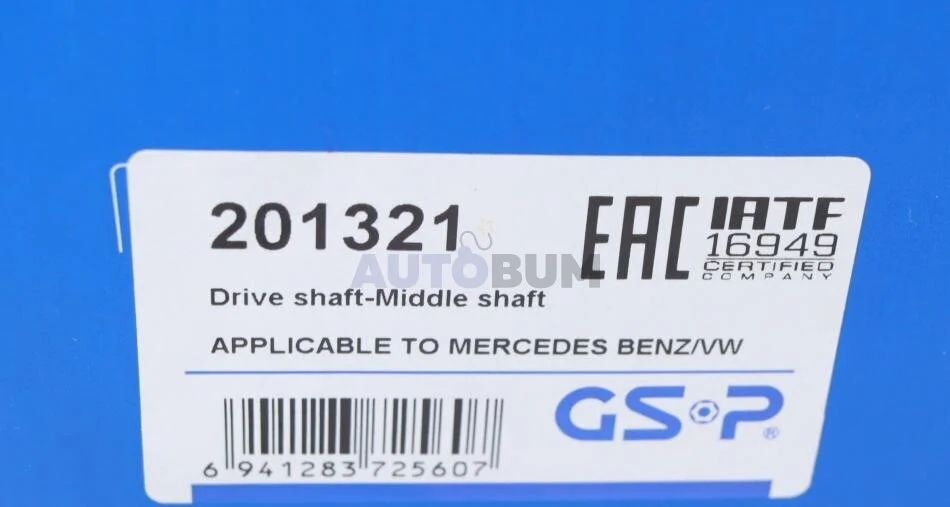 201321
EAC
IATF
16949
CERTIFIED
COMPANY
AUTOBUM
Drive shaft-Middle shaft
APPLICABLE TO MERCEDES BENZ/VW
GSP®
6 941283 725607